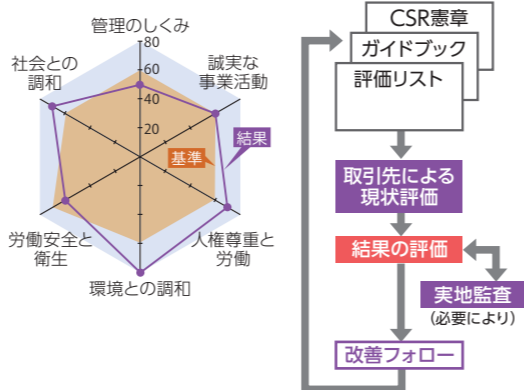 管理のしくみ
80
60
40
20
誠実な
事業活動
結果
基準
人権尊重と
労働
環境との調和
労働安全と
衛生
社会との
調和
CSR憲章
ガイドブック
評価リスト
取引先による
現状評価
結果の評価
実地監査
(必要により)
改善フォロー